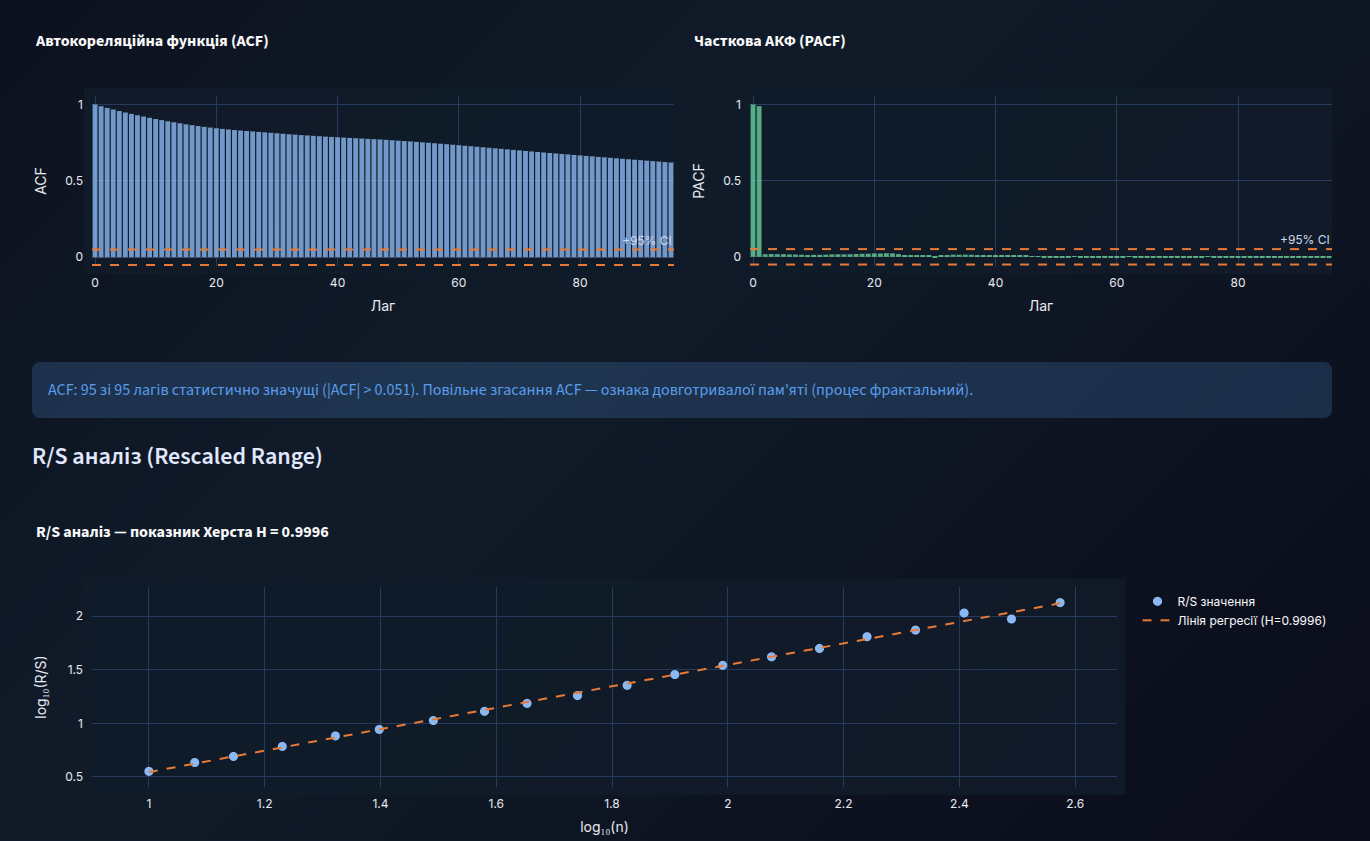 Автокореляційна функція (ACF)
Часткова АКФ (PACF)
1
0.5
0
ACF
+95% CI
0 20 40 60 80
Лаг
1
0.5
0
PACF
+95% CI
0 20 40 60 80
Лаг
ACF: 95 зі 95 лагів статистично значущі (|ACF| > 0.051). Повільне згасання ACF — ознака довготривалої пам'яті (процес фрактальний).
R/S аналіз (Rescaled Range)
R/S аналіз — показник Херста H = 0.9996
2
1.5
1
0.5
log₁₀(R/S)
1 1.2 1.4 1.6 1.8 2 2.2 2.4 2.6
log₁₀(n)
R/S значення
Лінія регресії (H=0.9996)